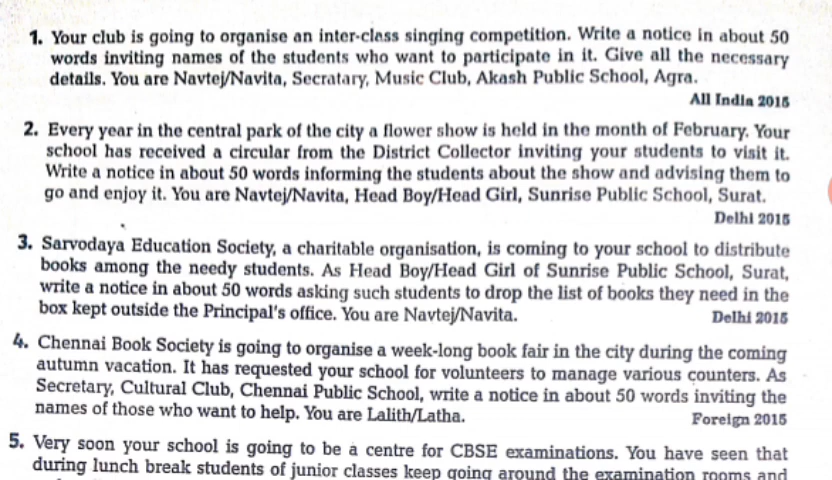 1. Your club is going to organise an inter-class singing competition. Write a notice in about 50
words inviting names of the students who want to participate in it. Give all the necessary
details. You are Navtej/Navita, Secratary, Music Club, Akash Public School, Agra.
All India 2015
2. Every year in the central park of the city a flower show is held in the month of February. Your
school has received a circular from the District Collector inviting your students to visit it.
Write a notice in about 50 words informing the students about the show and advising them to
go and enjoy it. You are Navtej/Navita, Head Boy/Head Girl, Sunrise Public School, Surat.
Delhi 2015
3. Sarvodaya Education Society, a charitable organisation, is coming to your school to distribute
books among the needy students. As Head Boy/Head Girl of Sunrise Public School, Surat,
write a notice in about 50 words asking such students to drop the list of books they need in the
box kept outside the Principal's office. You are Navtej/Navita. Delhi 2015
4. Chennai Book Society is going to organise a week-long book fair in the city during the coming
autumn vacation. It has requested your school for volunteers to manage various counters. As
Secretary, Cultural Club, Chennai Public School, write a notice in about 50 words inviting the
names of those who want to help. You are Lalith/Latha. Foreign 2015
5. Very soon your school is going to be a centre for CBSE examinations. You have seen that
during lunch break students of junior classes keep going around the examination rooms and